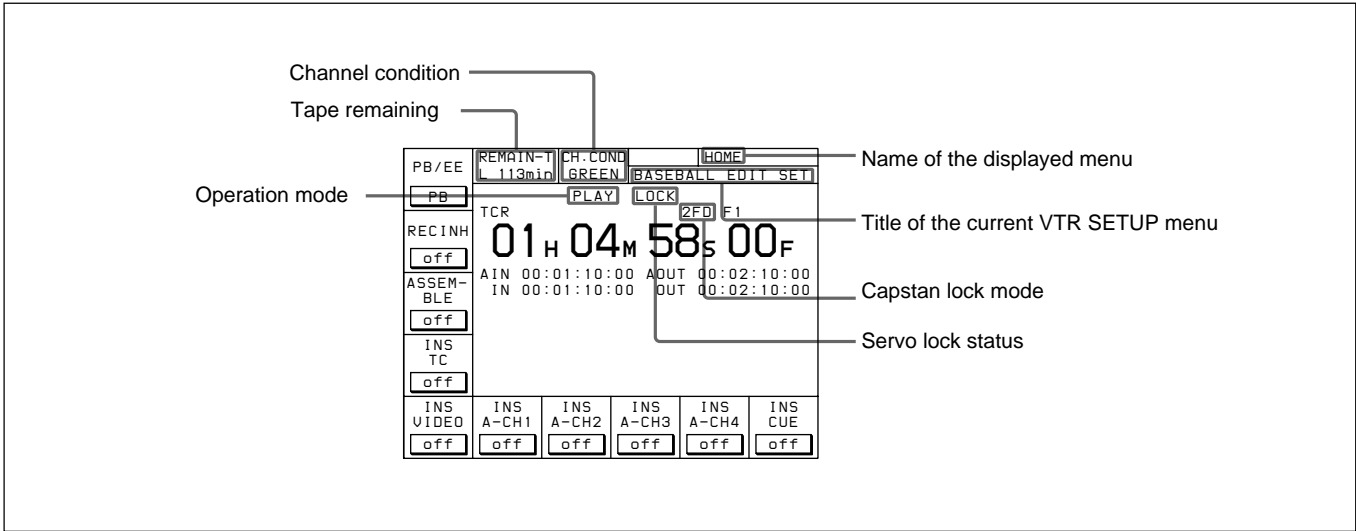 Channel condition
Tape remaining
Operation mode
PB/EE
PB
REMAIN-T
L 113min
CH.COND
GREEN
HOME
BASEBALL EDIT SET
Name of the displayed menu
Title of the current VTR SETUP menu
PLAY
LOCK
2FD
F1
TCR
01H 04M 58S 00F
AIN 00:01:10:00 AOUT 00:02:10:00
IN 00:01:10:00 OUT 00:02:10:00
Capstan lock mode
Servo lock status
RECINH
off
ASSEM-
BLE
off
INS
TC
off
INS
VIDEO
off
INS
A-CH1
off
INS
A-CH2
off
INS
A-CH3
off
INS
A-CH4
off
INS
CUE
off